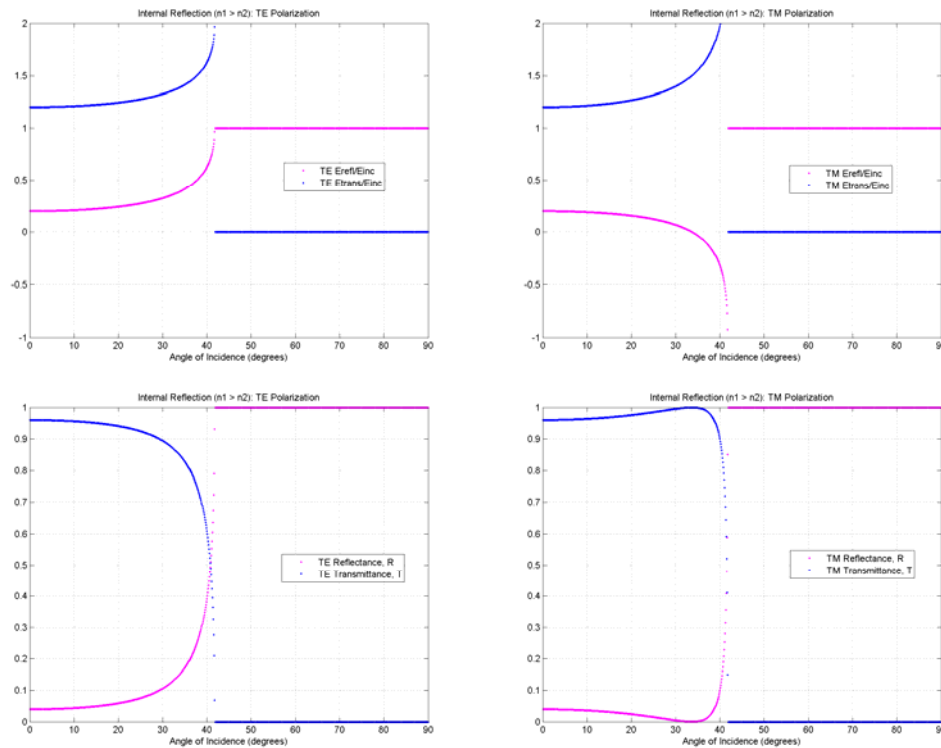 Internal Reflection (n1 > n2): TE Polarization
2
1.5
1
0.5
0
-0.5
-1
0 10 20 30 40 50 60 70 80 90
Angle of Incidence (degrees)
TE Erefl/Einc
TE Etrans/Einc
Internal Reflection (n1 > n2): TM Polarization
2
1.5
1
0.5
0
-0.5
-1
0 10 20 30 40 50 60 70 80 90
Angle of Incidence (degrees)
TM Erefl/Einc
TM Etrans/Einc
Internal Reflection (n1 > n2): TE Polarization
1
0.9
0.8
0.7
0.6
0.5
0.4
0.3
0.2
0.1
0
0 10 20 30 40 50 60 70 80 90
Angle of Incidence (degrees)
TE Reflectance, R
TE Transmittance, T
Internal Reflection (n1 > n2): TM Polarization
1
0.9
0.8
0.7
0.6
0.5
0.4
0.3
0.2
0.1
0
0 10 20 30 40 50 60 70 80 90
Angle of Incidence (degrees)
TM Reflectance, R
TM Transmittance, T